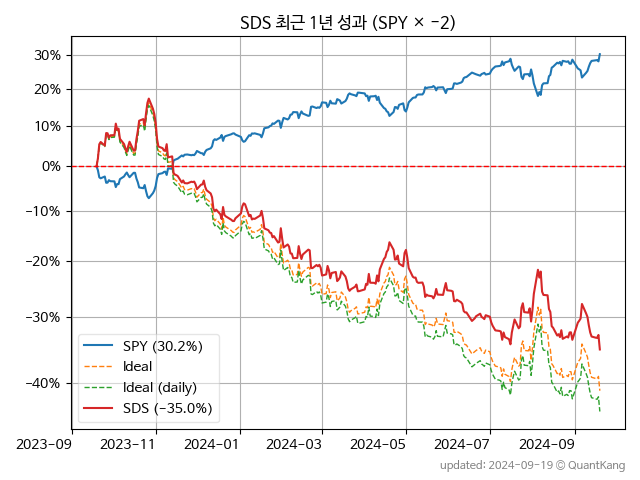 SDS 최근 1년 성과 (SPY × −2)
30%
20%
10%
0%
−10%
−20%
−30%
−40%
SPY (30.2%)
Ideal
Ideal (daily)
SDS (−35.0%)
2023-09 2023-11 2024-01 2024-03 2024-05 2024-07 2024-09
updated: 2024-09-19 © QuantKang